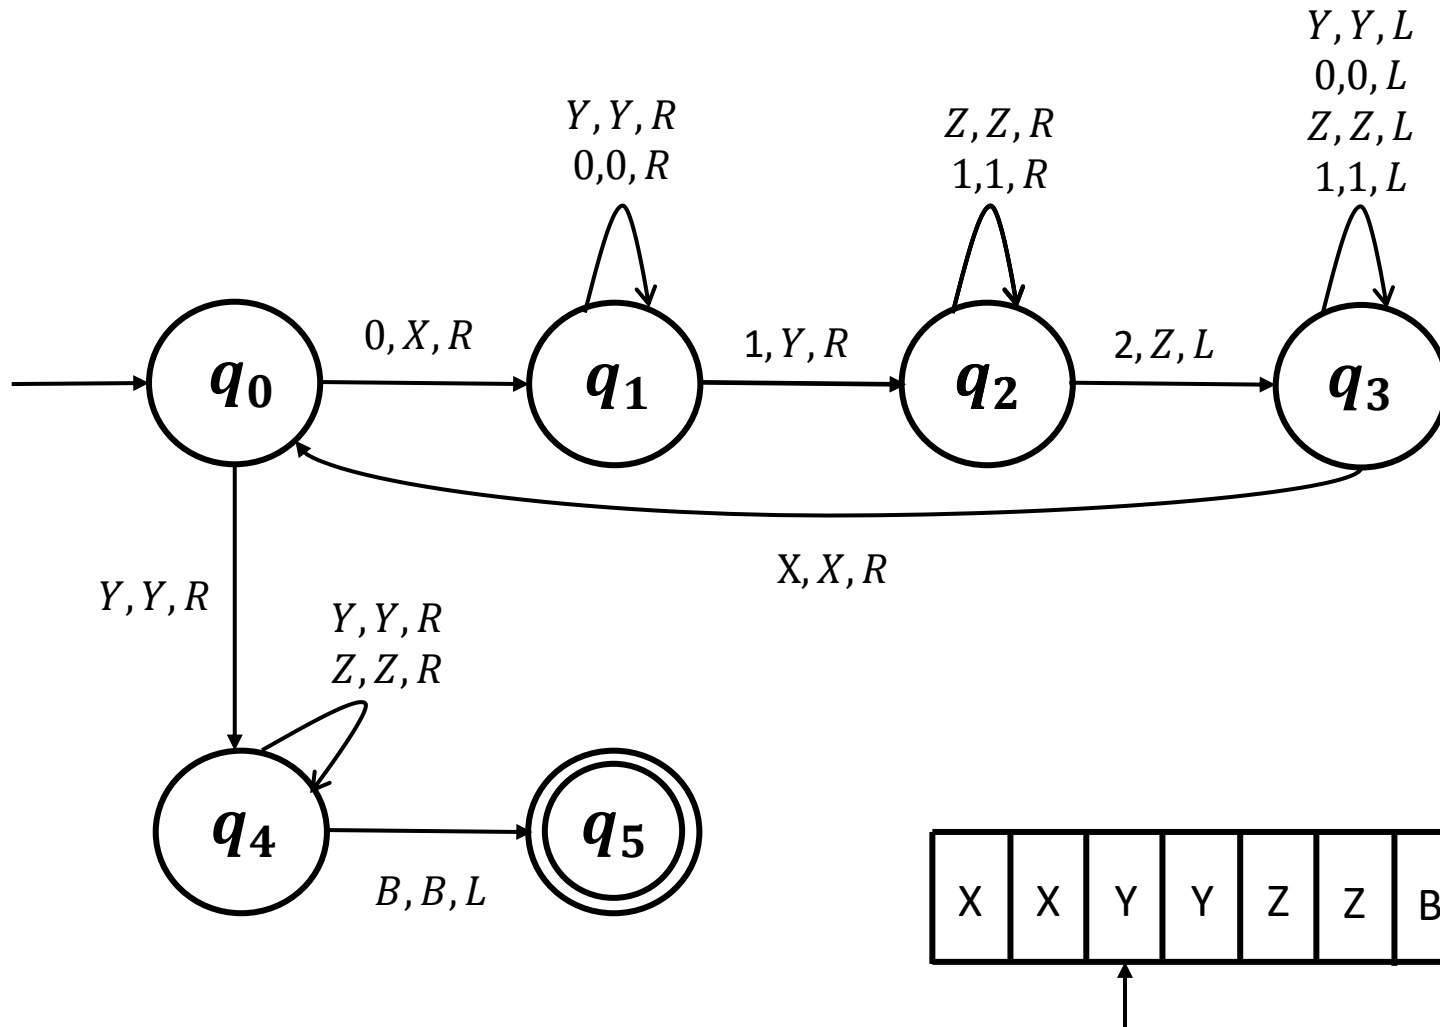 Y, Y, L
0,0, L
Z, Z, L
1,1, L
Y, Y, R
0,0, R
Z, Z, R
1,1, R
0, X, R
1, Y, R
2, Z, L
q0
q1
q2
q3
X, X, R
Y, Y, R
Y, Y, R
Z, Z, R
q4
q5
B, B, L
X X Y Y Z Z B